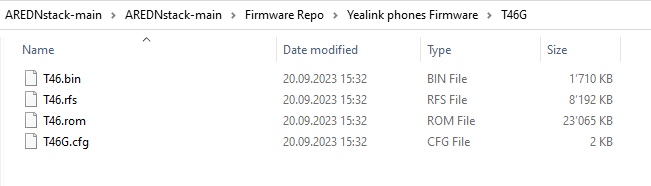 AREDNstack-main > AREDNstack-main > Firmware Repo > Yealink phones Firmware > T46G
Name Date modified Type Size
T46.bin 20.09.2023 15:32 BIN File 1'710 KB
T46.rfs 20.09.2023 15:32 RFS File 8'192 KB
T46.rom 20.09.2023 15:32 ROM File 23'065 KB
T46G.cfg 20.09.2023 15:32 CFG File 2 KB